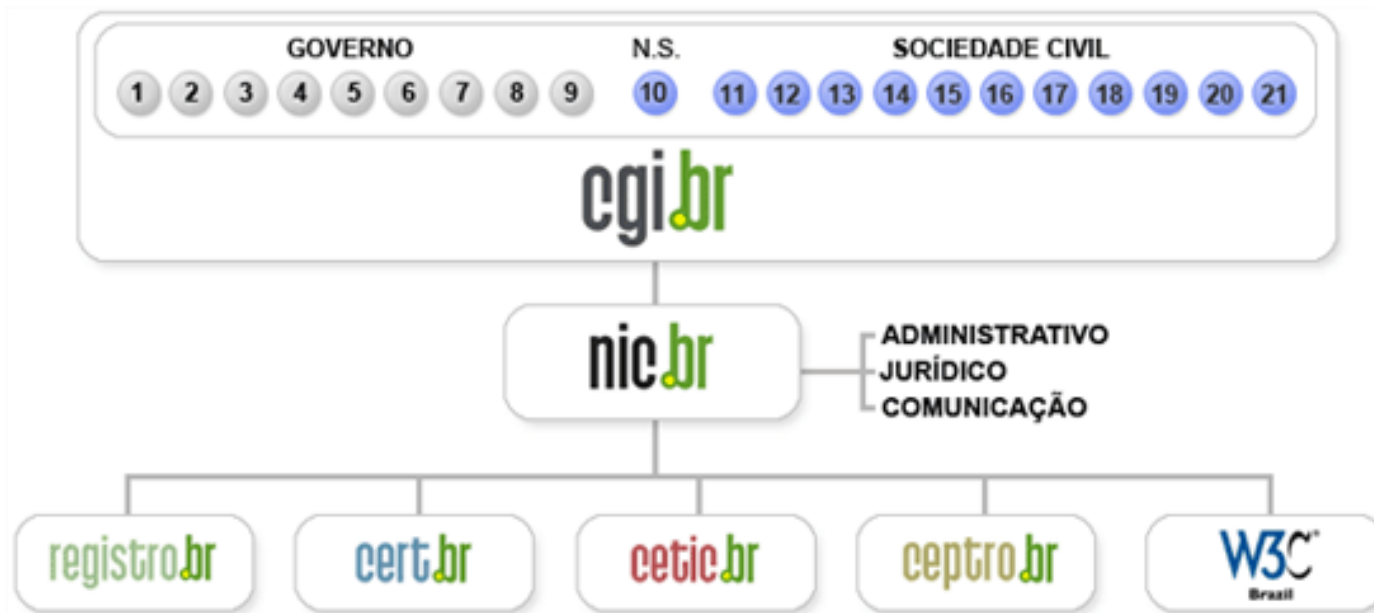 GOVERNO N.S. SOCIEDADE CIVIL
1 2 3 4 5 6 7 8 9 10 11 12 13 14 15 16 17 18 19 20 21
cgi.br
nic.br
ADMINISTRATIVO
JURÍDICO
COMUNICAÇÃO
registro.br cert.br cetic.br ceptro.br W3C
Brazil